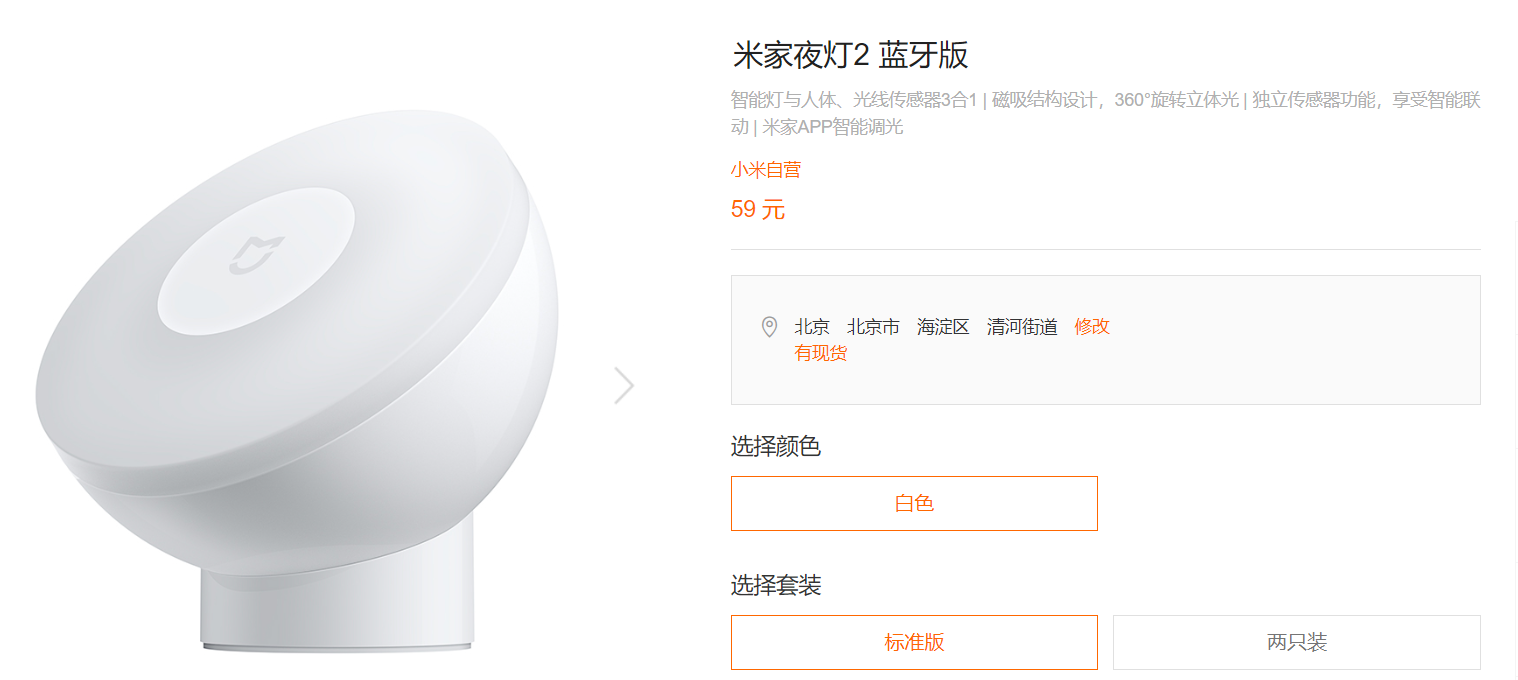 米家夜灯2 蓝牙版
智能灯与人体、光线传感器3合1 | 磁吸结构设计，360°旋转立体光 | 独立传感器功能，享受智能联
动 | 米家APP智能调光
小米自营
59 元
北京 北京市 海淀区 清河街道 修改
有现货
选择颜色
白色
选择套装
标准版 两只装